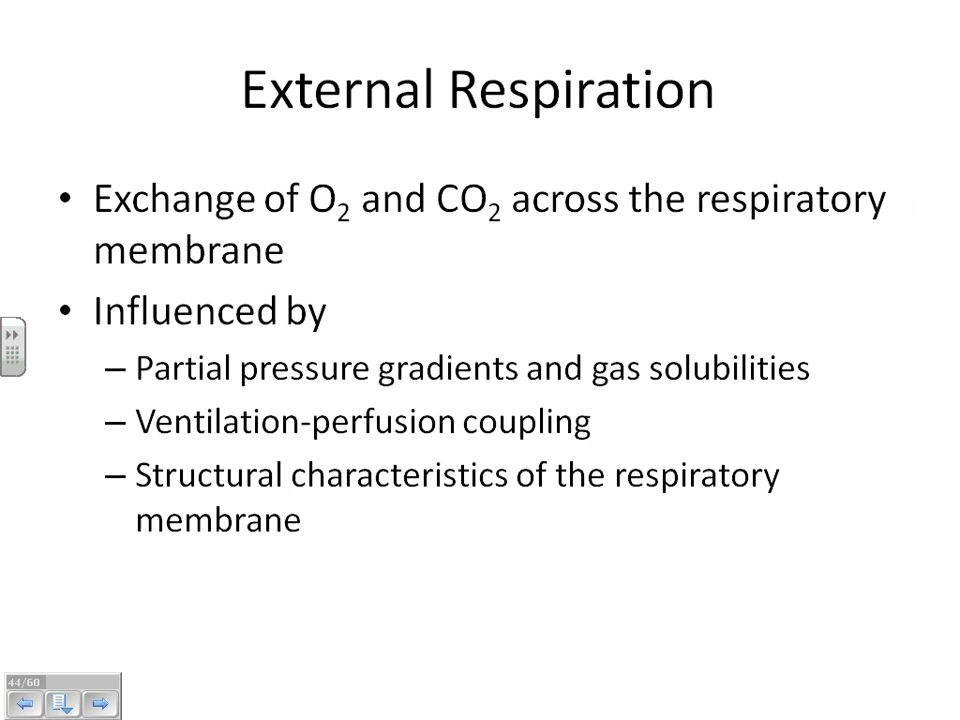 External Respiration
• Exchange of O₂ and CO₂ across the respiratory
membrane
• Influenced by
– Partial pressure gradients and gas solubilities
– Ventilation-perfusion coupling
– Structural characteristics of the respiratory
membrane
44/60